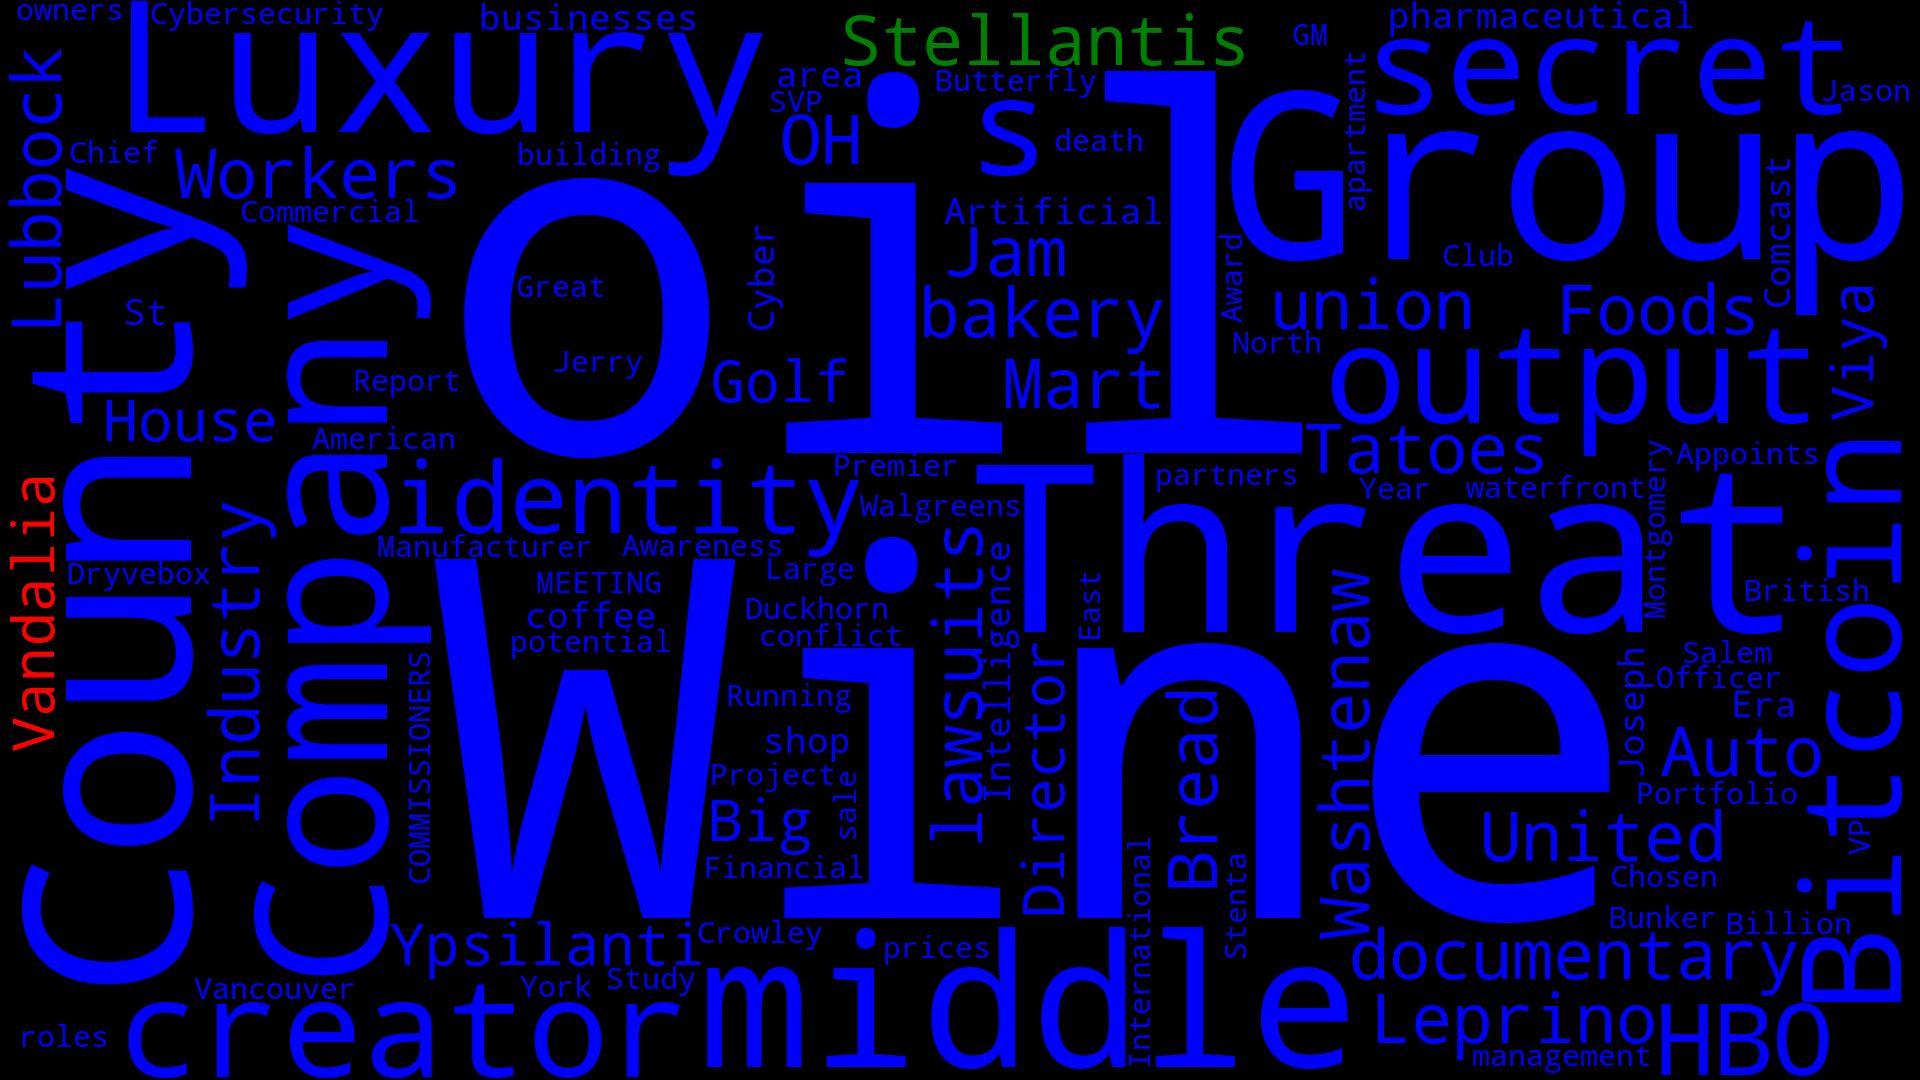 owners
Cybersecurity
businesses
Stellantis
GM
pharmaceutical
Luxury
secret
area
Butterfly
Jason
SVP
OH
s
death
apartment
Group
Lubbock
Chief
Workers
building
Commercial
oil
Artificial
Jam
Club
Comcast
Cyber
Award
Great
St
bakery
union
Foods
Viya
North
Jerry
Report
Golf
Mart
output
County
Company
House
American
Tatoes
Premier
partners
Appoints
identity
Walgreens
Year
waterfront
Montgomery
Threat
Vandalia
Industry
Manufacturer
Awareness
Dryvebox
MEETING
Large
coffee
Duckhorn
potential
conflict
lawsuits
Intelligence
East
British
Bitcoin
Wine
COMMISSIONERS
Running
shop
Project
sale
Big
Financial
Director
Bread
Washtenaw
Joseph
Salem
Officer
Era
Auto
Portfolio
United
VP
Chosen
Bunker
Billion
International
Stenta
Ypsilanti
Crowley
prices
documentary
Vancouver
York
Study
roles
creator
middle
Leprino
HBO
management